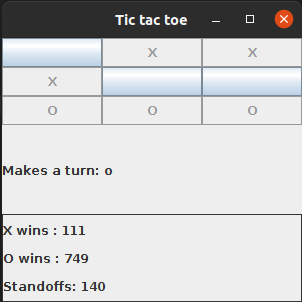 Tic tac toe
X X
X
O O O
Makes a turn: o
X wins : 111
O wins : 749
Standoffs: 140